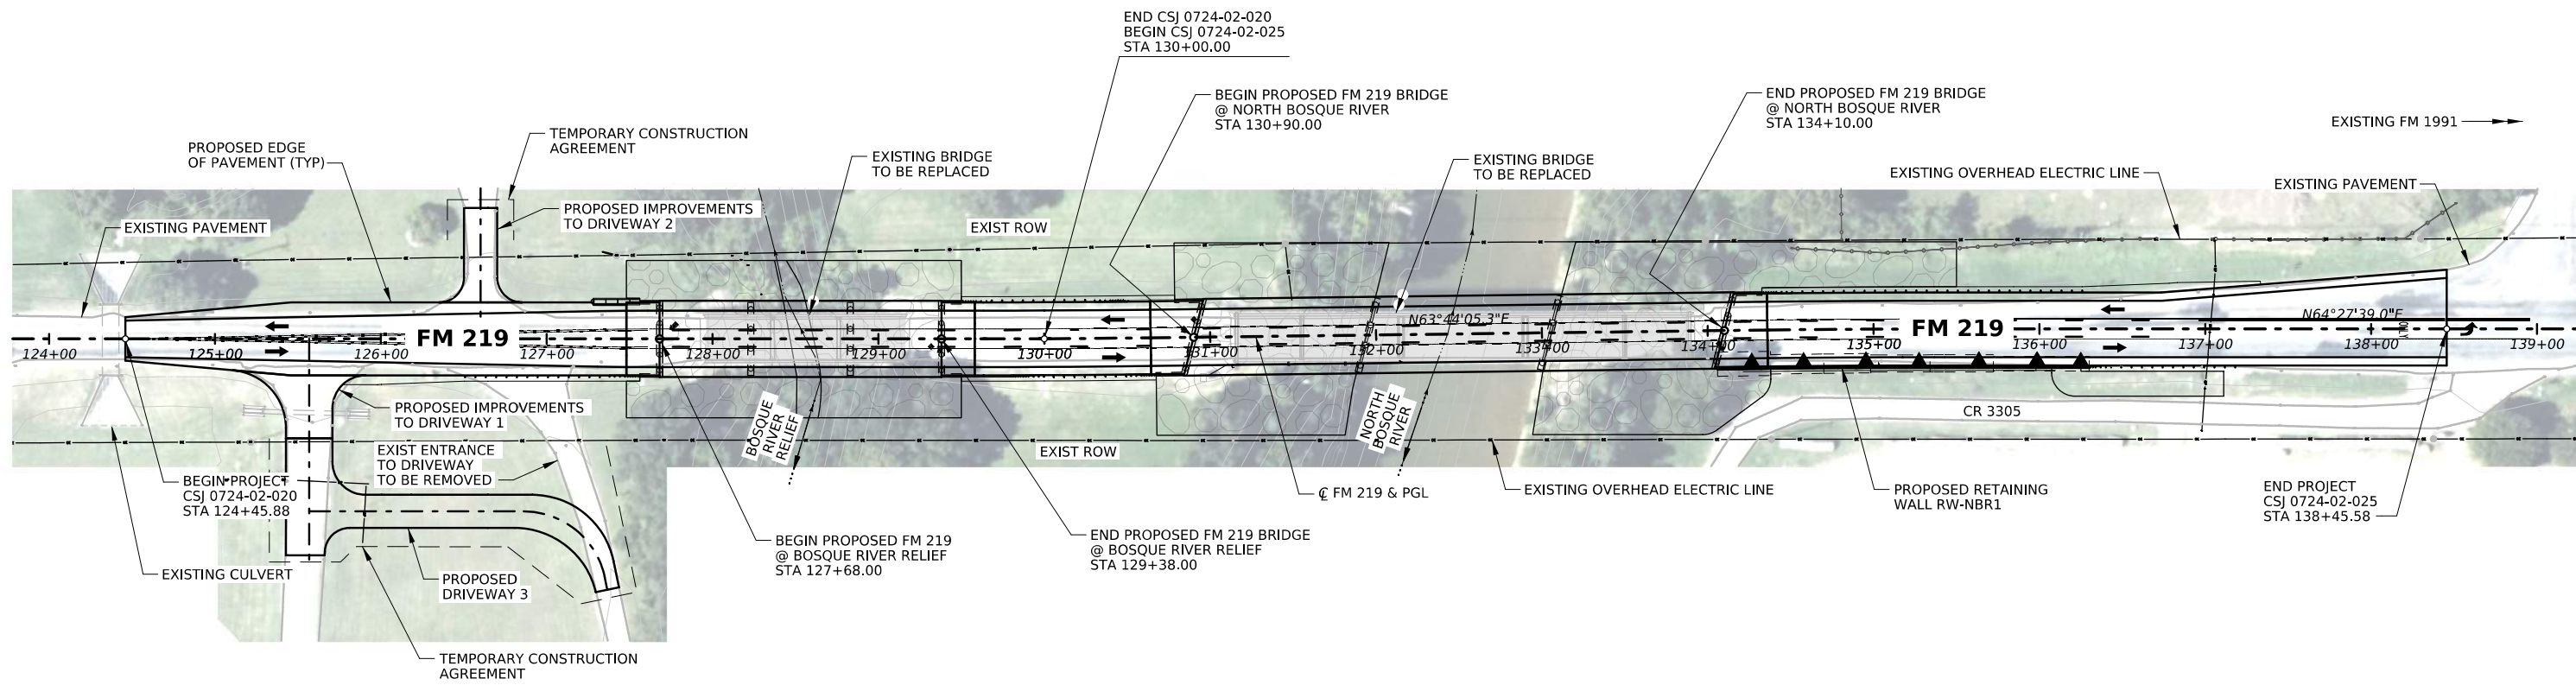 END CSJ 0724-02-020
BEGIN CSJ 0724-02-025
STA 130+00.00
BEGIN PROPOSED FM 219 BRIDGE
@ NORTH BOSQUE RIVER
STA 130+90.00
END PROPOSED FM 219 BRIDGE
@ NORTH BOSQUE RIVER
STA 134+10.00
EXISTING FM 1991
TEMPORARY CONSTRUCTION
AGREEMENT
PROPOSED EDGE
OF PAVEMENT (TYP)
EXISTING BRIDGE
TO BE REPLACED
EXISTING BRIDGE
TO BE REPLACED
EXISTING OVERHEAD ELECTRIC LINE
EXISTING PAVEMENT
PROPOSED IMPROVEMENTS
TO DRIVEWAY 2
EXISTING PAVEMENT
EXIST ROW
N63°44'05.3"E
N64°27'39.0"E
FM 219
FM 219
ONLY
124+00
125+00
126+00
127+00
128+00
129+00
130+00
131+00
132+00
133+00
134+00
135+00
136+00
137+00
138+00
139+00
PROPOSED IMPROVEMENTS
TO DRIVEWAY 1
CR 3305
BOSQUE
RIVER
RELIEF
NORTH
BOSQUE
RIVER
EXIST ENTRANCE
TO DRIVEWAY
TO BE REMOVED
EXIST ROW
BEGIN PROJECT
CSJ 0724-02-020
STA 124+45.88
℄ FM 219 & PGL
EXISTING OVERHEAD ELECTRIC LINE
PROPOSED RETAINING
WALL RW-NBR1
END PROJECT
CSJ 0724-02-025
STA 138+45.58
BEGIN PROPOSED FM 219
@ BOSQUE RIVER RELIEF
STA 127+68.00
END PROPOSED FM 219 BRIDGE
@ BOSQUE RIVER RELIEF
STA 129+38.00
EXISTING CULVERT
PROPOSED
DRIVEWAY 3
TEMPORARY CONSTRUCTION
AGREEMENT